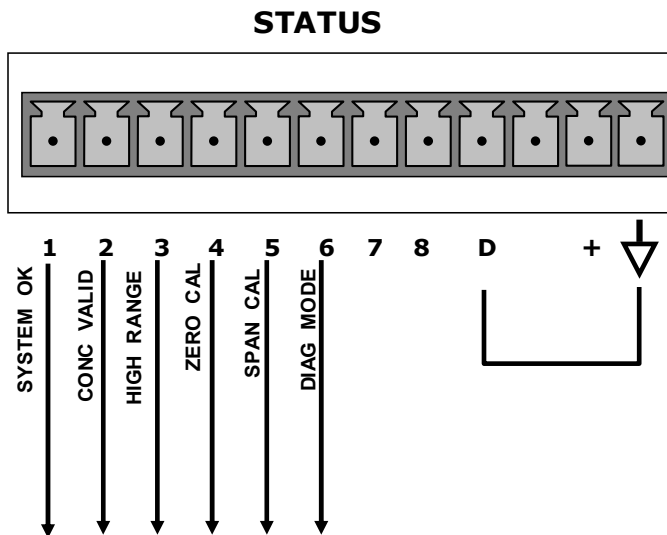 STATUS
1 2 3 4 5 6 7 8 D +
SYSTEM OK
CONC VALID
HIGH RANGE
ZERO CAL
SPAN CAL
DIAG MODE